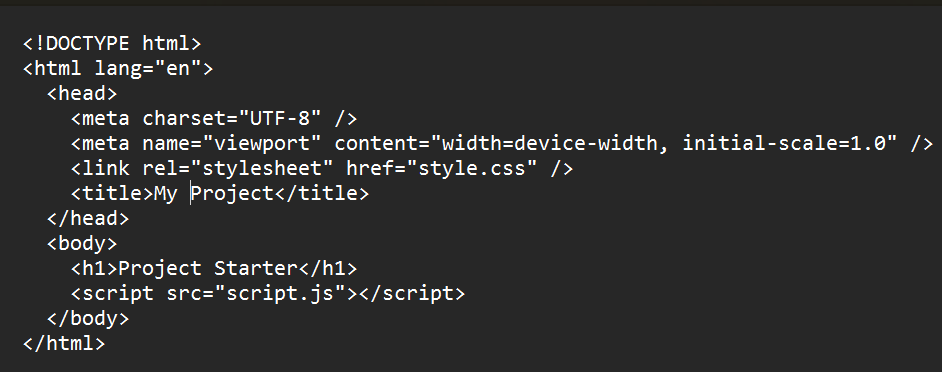 <!DOCTYPE html>
<html lang="en">
  <head>
    <meta charset="UTF-8" />
    <meta name="viewport" content="width=device-width, initial-scale=1.0" />
    <link rel="stylesheet" href="style.css" />
    <title>My Project</title>
  </head>
  <body>
    <h1>Project Starter</h1>
    <script src="script.js"></script>
  </body>
</html>